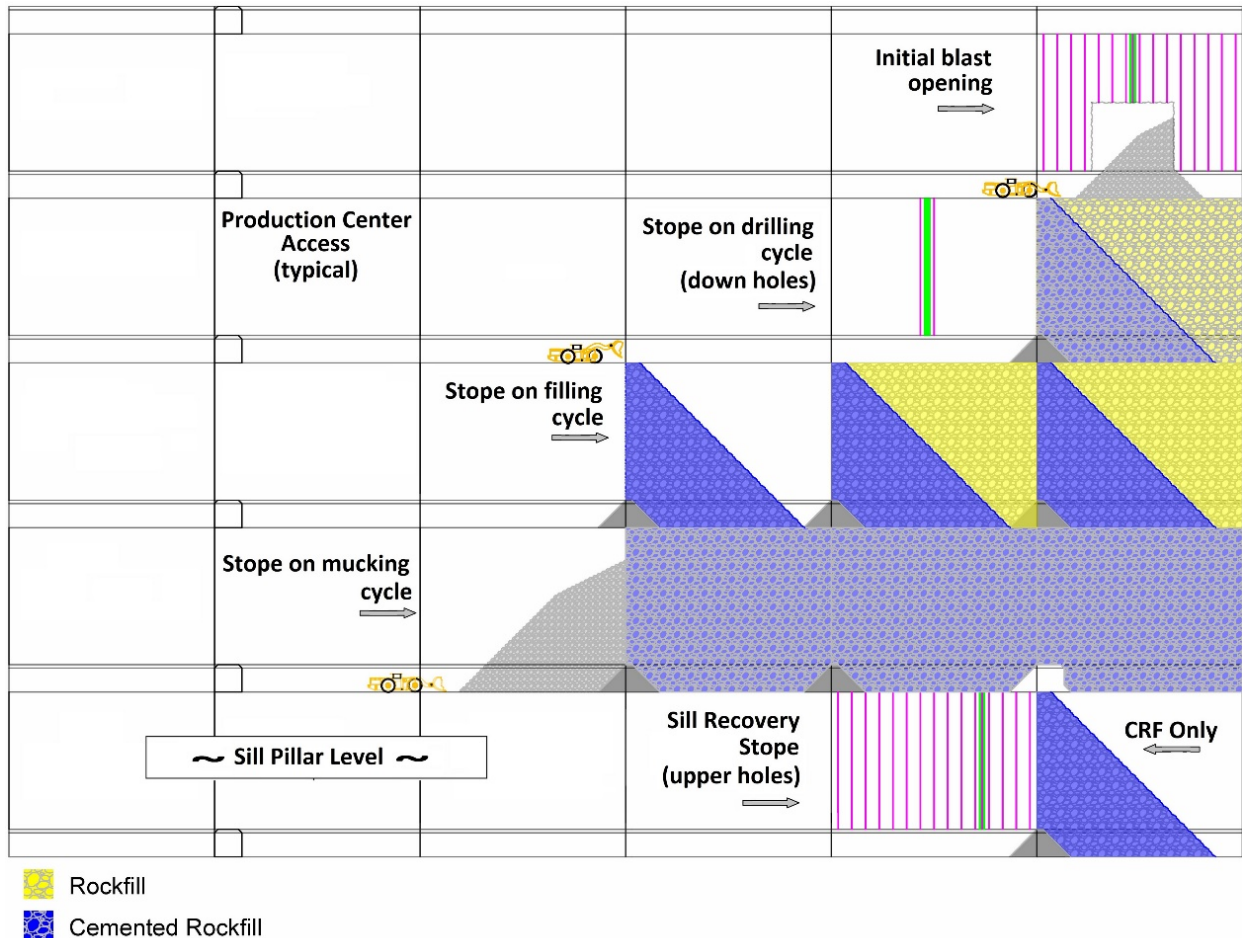 Initial blast
opening
Production Center
Access
(typical)
Stope on drilling
cycle
(down holes)
Stope on filling
cycle
Stope on mucking
cycle
Sill Recovery
Stope
(upper holes)
CRF Only
~ Sill Pillar Level ~
Rockfill
Cemented Rockfill